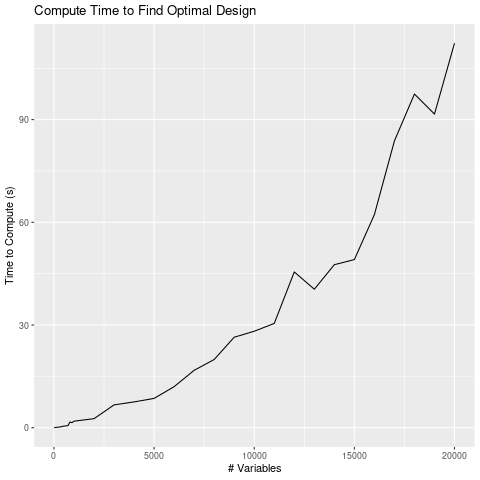 Compute Time to Find Optimal Design
Time to Compute (s)
90
60
30
0
0 5000 10000 15000 20000
# Variables